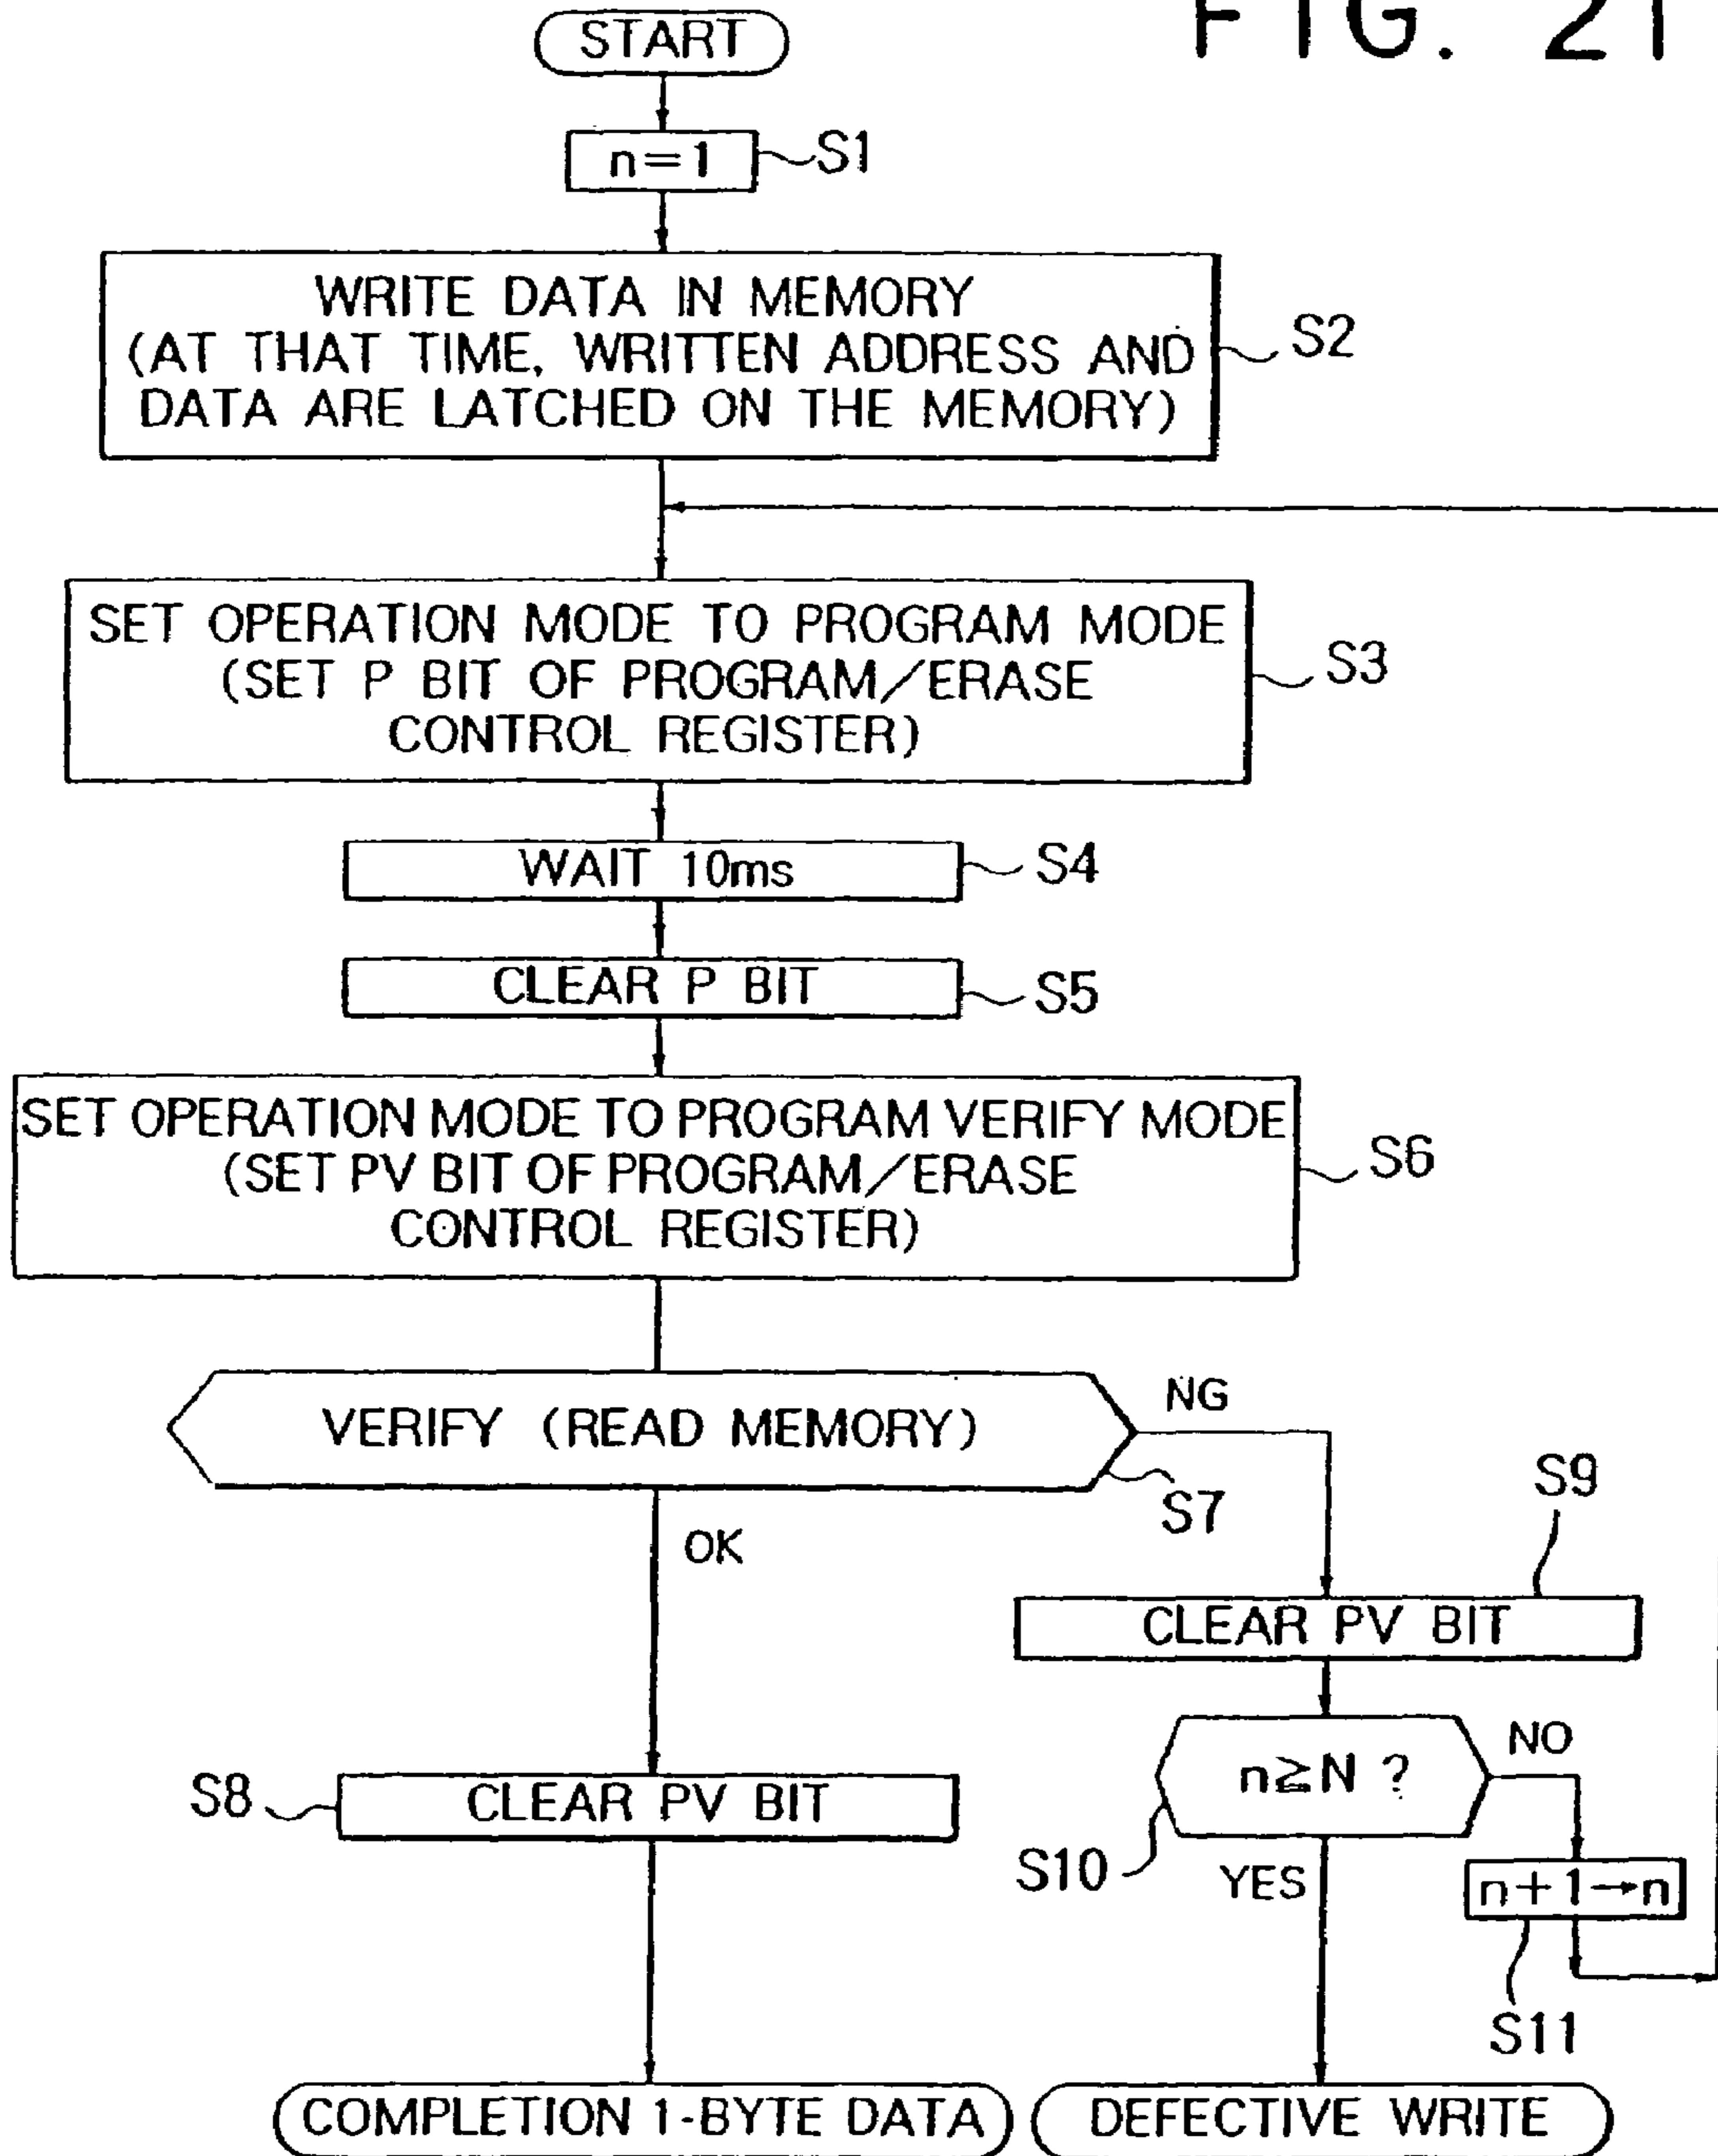 FIG. 21
START
n=1
S1
WRITE DATA IN MEMORY
(AT THAT TIME, WRITTEN ADDRESS AND
DATA ARE LATCHED ON THE MEMORY)
S2
SET OPERATION MODE TO PROGRAM MODE
(SET P BIT OF PROGRAM/ERASE
CONTROL REGISTER)
S3
WAIT 10ms
S4
CLEAR P BIT
S5
SET OPERATION MODE TO PROGRAM VERIFY MODE
(SET PV BIT OF PROGRAM/ERASE
CONTROL REGISTER)
S6
VERIFY (READ MEMORY)
NG
S7
OK
S9
CLEAR PV BIT
n≧N ?
NO
S10
YES
S8
CLEAR PV BIT
n+1→n
S11
COMPLETION 1-BYTE DATA
DEFECTIVE WRITE